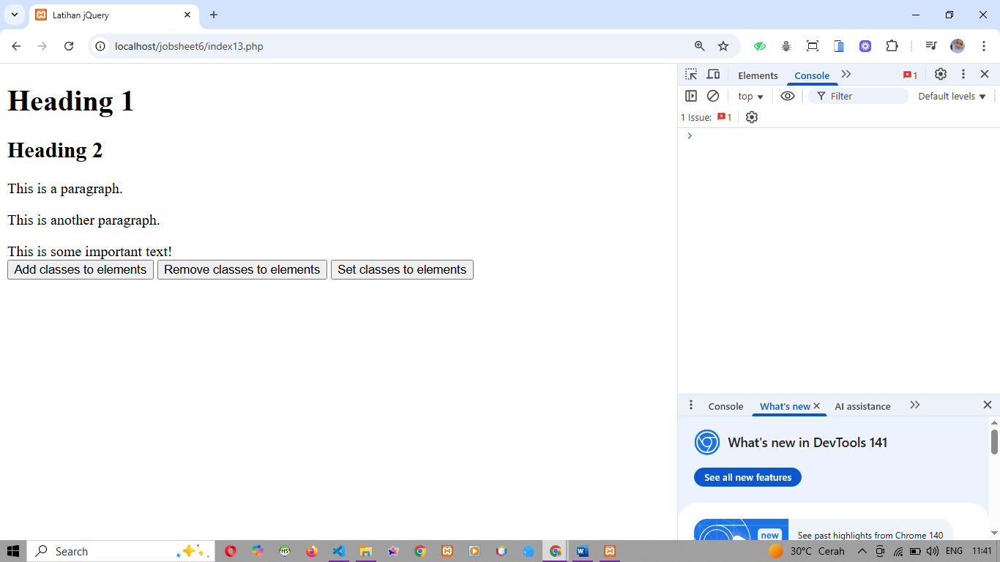 Latihan jQuery
localhost/jobsheet6/index13.php
Heading 1
Heading 2
This is a paragraph.
This is another paragraph.
This is some important text!
Add classes to elements Remove classes to elements Set classes to elements
Elements Console 1
top Filter Default levels
1 Issue: 1
Console What's new AI assistance
What's new in DevTools 141
See all new features
new
See past highlights from Chrome 140
Search HS 30°C Cerah ENG 11:41